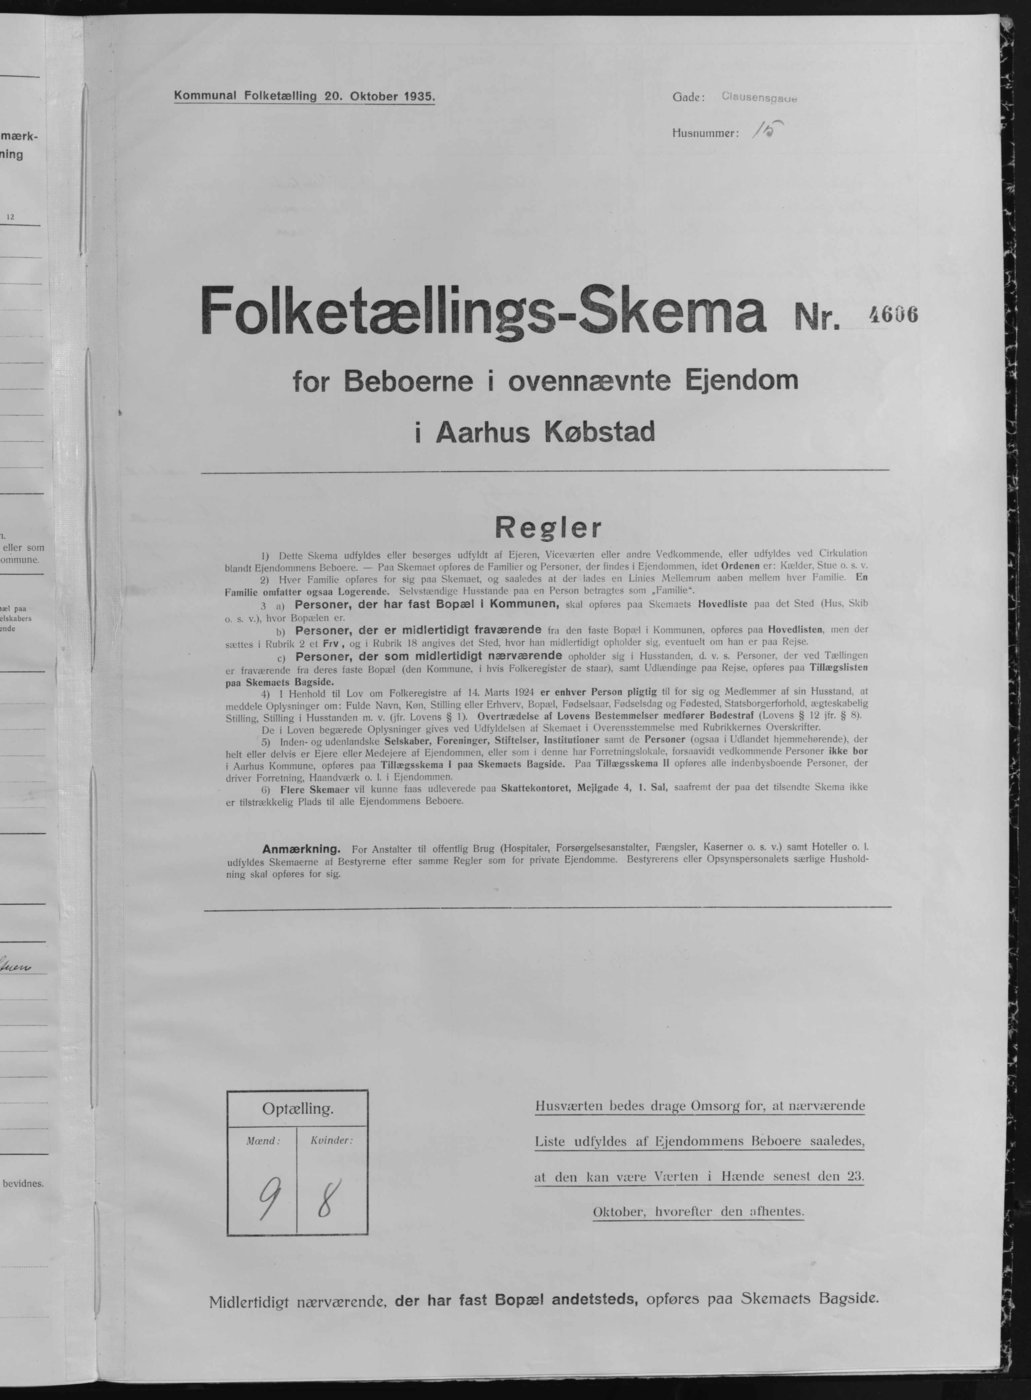 Kommunal Folketælling 20. Oktober 1935.
Gade: Clausensgade
Husnummer: 15
mærk-
ning
12
Folketællings-Skema Nr. 4606
for Beboerne i ovennævnte Ejendom
i Aarhus Købstad
Regler
1) Dette Skema udfyldes eller besørges udfyldt af Ejeren, Viceværten eller andre Vedkommende, eller udfyldes ved Cirkulation
blandt Ejendommens Beboere. — Paa Skemaet opføres de Familier og Personer, der findes i Ejendommen, idet Ordenen er: Kælder, Stue o. s. v.
2) Hver Familie opføres for sig paa Skemaet, og saaledes at der lades en Linies Mellemrum aaben mellem hver Familie. En
Familie omfatter ogsaa Logerende. Selvstændige Husstande paa en Person betragtes som „Familie“.
3 a) Personer, der har fast Bopæl i Kommunen, skal opføres paa Skemaets Hovedliste paa det Sted (Hus, Skib
o. s. v.), hvor Bopælen er.
b) Personer, der er midlertidigt fraværende fra den faste Bopæl i Kommunen, opføres paa Hovedlisten, men der
sættes i Rubrik 2 et Frv, og i Rubrik 18 angives det Sted, hvor han midlertidigt opholder sig, eventuelt om han er paa Rejse.
c) Personer, der som midlertidigt nærværende opholder sig i Husstanden, d. v. s. Personer, der ved Tællingen
er fraværende fra deres faste Bopæl (den Kommune, i hvis Folkeregister de staar), samt Udlændinge paa Rejse, opføres paa Tillægslisten
paa Skemaets Bagside.
4) I Henhold til Lov om Folkeregistre af 14. Marts 1924 er enhver Person pligtig til for sig og Medlemmer af sin Husstand, at
meddele Oplysninger om: Fulde Navn, Køn, Stilling eller Erhverv, Bopæl, Fødselsaar, Fødselsdag og Fødested, Statsborgerforhold, ægteskabelig
Stilling, Stilling i Husstanden m. v. (jfr. Lovens § 1). Overtrædelse af Lovens Bestemmelser medfører Bødestraf (Lovens § 12 jfr. § 8).
De i Loven begærede Oplysninger gives ved Udfyldelsen af Skemaet i Overensstemmelse med Rubrikkernes Overskrifter.
5) Inden- og udenlandske Selskaber, Foreninger, Stiftelser, Institutioner samt de Personer (ogsaa i Udlandet hjemmehørende), der
helt eller delvis er Ejere eller Medejere af Ejendommen, eller som i denne har Forretningslokale, forsaavidt vedkommende Personer ikke bor
i Aarhus Kommune, opføres paa Tillægsskema I paa Skemaets Bagside. Paa Tillægsskema II opføres alle indenbysboende Personer, der
driver Forretning, Haandværk o. l. i Ejendommen.
6) Flere Skemaer vil kunne faas udleverede paa Skattekontoret, Mejlgade 4, 1. Sal, saafremt der paa det tilsendte Skema ikke
er tilstrækkelig Plads til alle Ejendommens Beboere.
Anmærkning. For Anstalter til offentlig Brug (Hospitaler, Forsørgelsesanstalter, Fængsler, Kaserner o. s. v.) samt Hoteller o. l.
udfyldes Skemaerne af Bestyrerne efter samme Regler som for private Ejendomme. Bestyrerens eller Opsynspersonalets særlige Hushold-
ning skal opføres for sig.
eller som
ommune.
pæl paa
elskabers
ende
bevidnes.
Optælling.
Mænd: Kvinder:
9 8
Husværten bedes drage Omsorg for, at nærværende
Liste udfyldes af Ejendommens Beboere saaledes,
at den kan være Værten i Hænde senest den 23.
Oktober, hvorefter den afhentes.
Midlertidigt nærværende, der har fast Bopæl andetsteds, opføres paa Skemaets Bagside.